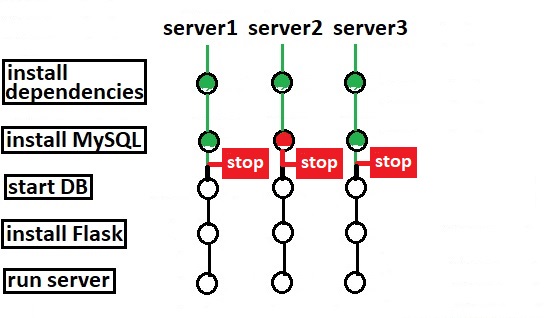 server1 server2 server3
install
dependencies
install MySQL
stop stop stop
start DB
install Flask
run server